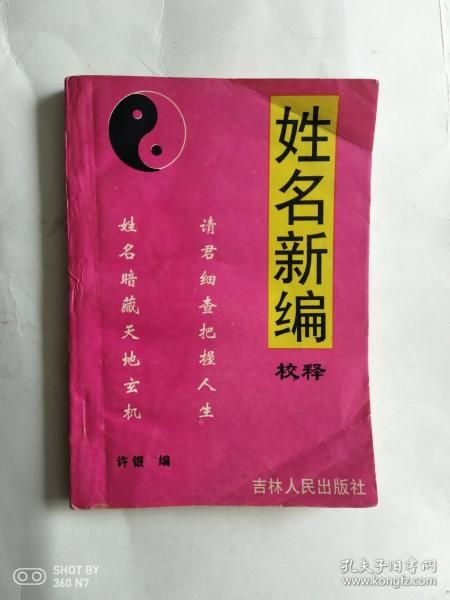 姓名新编
校释
请君细查把握人生。
姓名暗藏天地玄机
许银 编
吉林人民出版社
SHOT BY
360 N7
孔夫子旧书网
kongfz.com